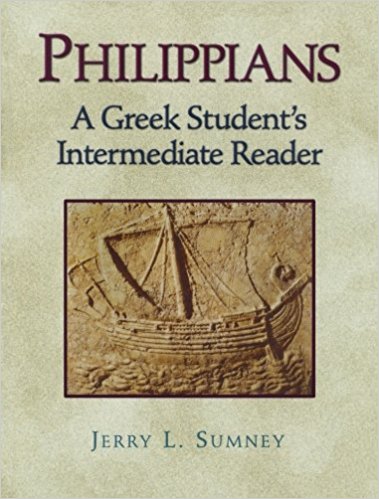 PHILIPPIANS
A Greek Student's
Intermediate Reader
JERRY L. SUMNEY